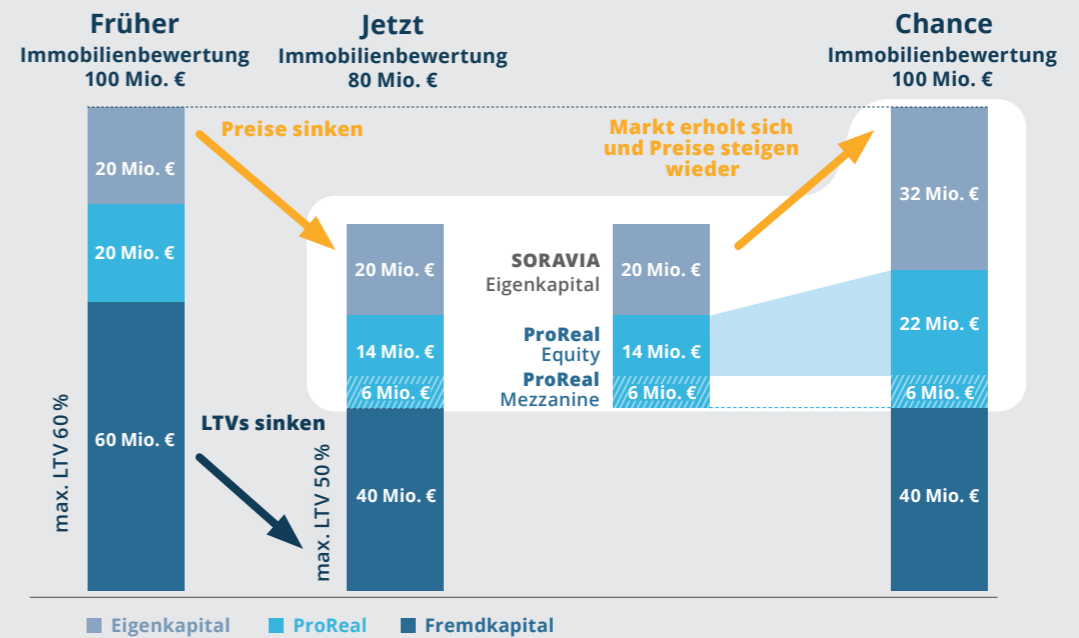 Früher
Immobilienbewertung
100 Mio. €
Jetzt
Immobilienbewertung
80 Mio. €
Chance
Immobilienbewertung
100 Mio. €
Preise sinken
Markt erholt sich
und Preise steigen
wieder
20 Mio. €
20 Mio. €
60 Mio. €
max. LTV 60 %
LTVs sinken
max. LTV 50 %
20 Mio. €
14 Mio. €
6 Mio. €
40 Mio. €
SORAVIA
Eigenkapital
ProReal
Equity
ProReal
Mezzanine
20 Mio. €
14 Mio. €
6 Mio. €
32 Mio. €
22 Mio. €
6 Mio. €
40 Mio. €
Eigenkapital
ProReal
Fremdkapital